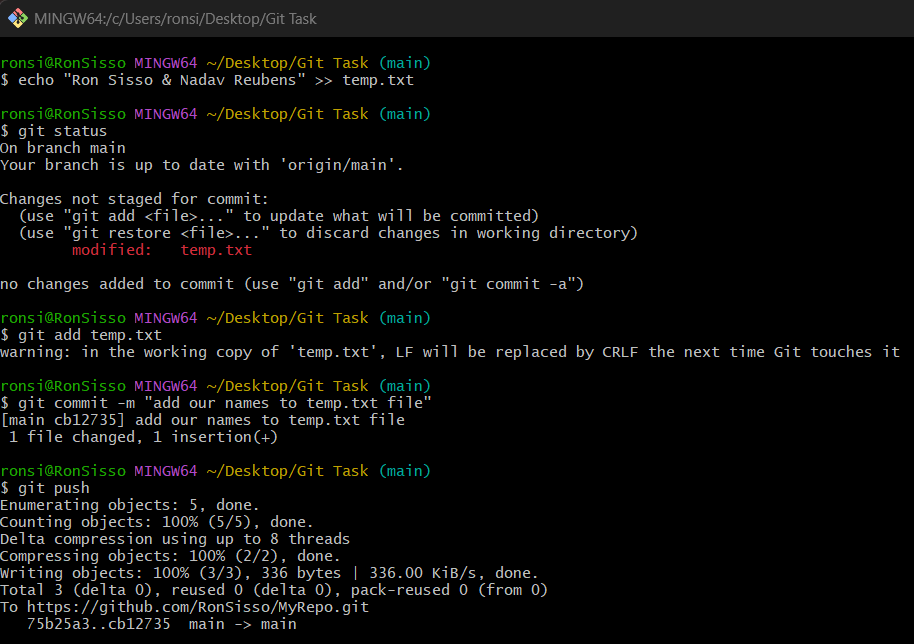 MINGW64:/c/Users/ronsi/Desktop/Git Task
ronsi@RonSisso MINGW64 ~/Desktop/Git Task (main)
$ echo "Ron Sisso & Nadav Reubens" >> temp.txt
ronsi@RonSisso MINGW64 ~/Desktop/Git Task (main)
$ git status
On branch main
Your branch is up to date with 'origin/main'.
Changes not staged for commit:
  (use "git add <file>..." to update what will be committed)
  (use "git restore <file>..." to discard changes in working directory)
        modified:   temp.txt
no changes added to commit (use "git add" and/or "git commit -a")
ronsi@RonSisso MINGW64 ~/Desktop/Git Task (main)
$ git add temp.txt
warning: in the working copy of 'temp.txt', LF will be replaced by CRLF the next time Git touches it
ronsi@RonSisso MINGW64 ~/Desktop/Git Task (main)
$ git commit -m "add our names to temp.txt file"
[main cb12735] add our names to temp.txt file
 1 file changed, 1 insertion(+)
ronsi@RonSisso MINGW64 ~/Desktop/Git Task (main)
$ git push
Enumerating objects: 5, done.
Counting objects: 100% (5/5), done.
Delta compression using up to 8 threads
Compressing objects: 100% (2/2), done.
Writing objects: 100% (3/3), 336 bytes | 336.00 KiB/s, done.
Total 3 (delta 0), reused 0 (delta 0), pack-reused 0 (from 0)
To https://github.com/RonSisso/MyRepo.git
   75b25a3..cb12735  main -> main